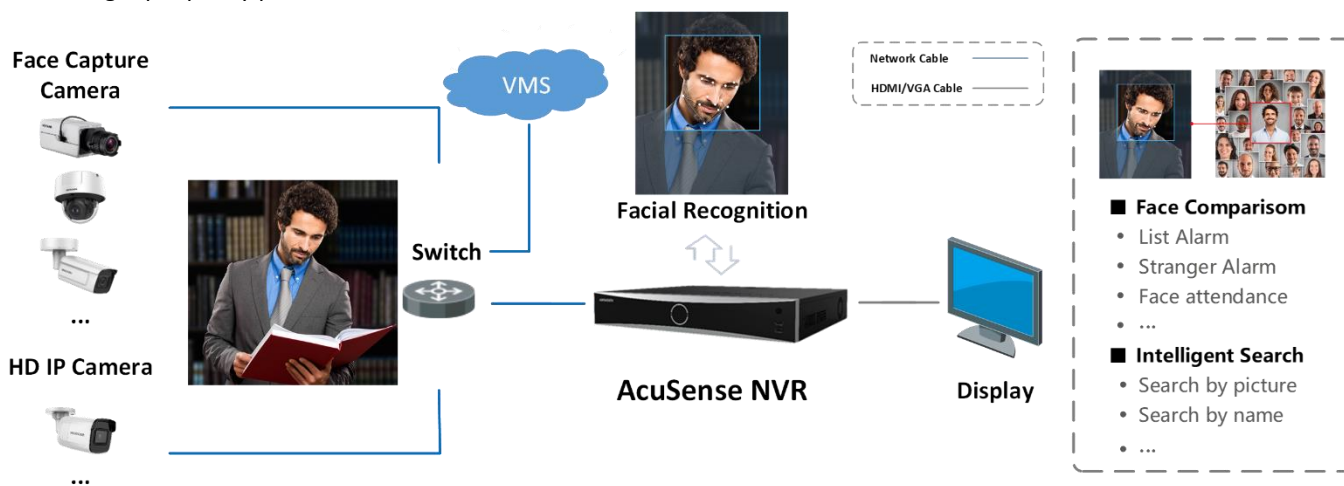 Face Capture
Camera
...
HD IP Camera
...
VMS
Switch
Facial Recognition
AcuSense NVR
Display
Network Cable
HDMI/VGA Cable
■ Face Comparisom
• List Alarm
• Stranger Alarm
• Face attendance
• ...
■ Intelligent Search
• Search by picture
• Search by name
• ...